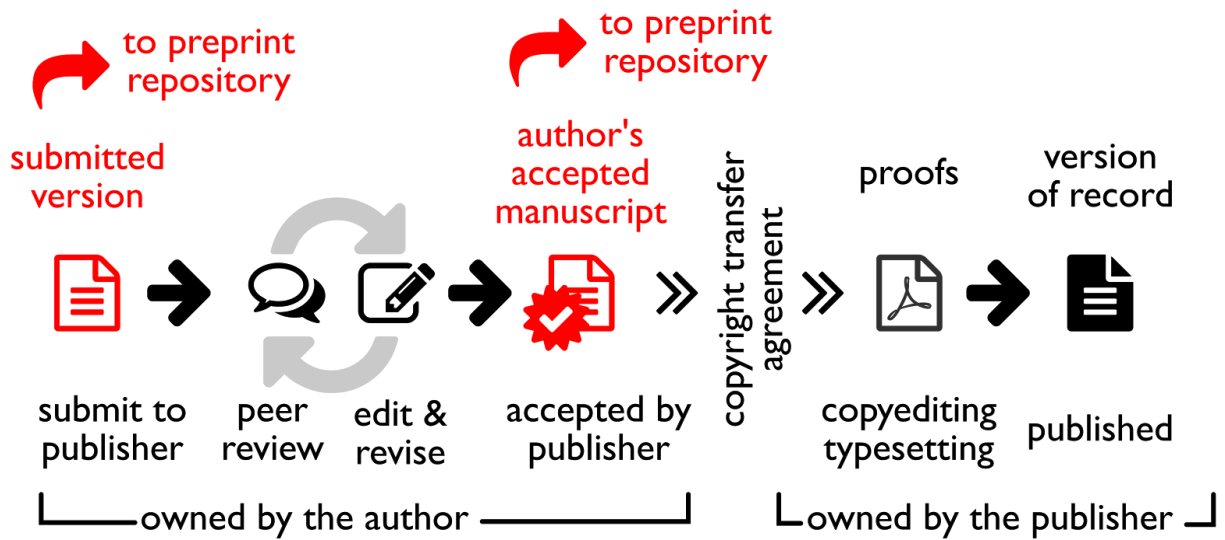 to preprint
repository
to preprint
repository
submitted
version
author's
accepted
manuscript
copyright transfer
agreement
proofs
version
of record
submit to
publisher
peer
review
edit &
revise
accepted by
publisher
copyediting
typesetting
published
owned by the author
owned by the publisher